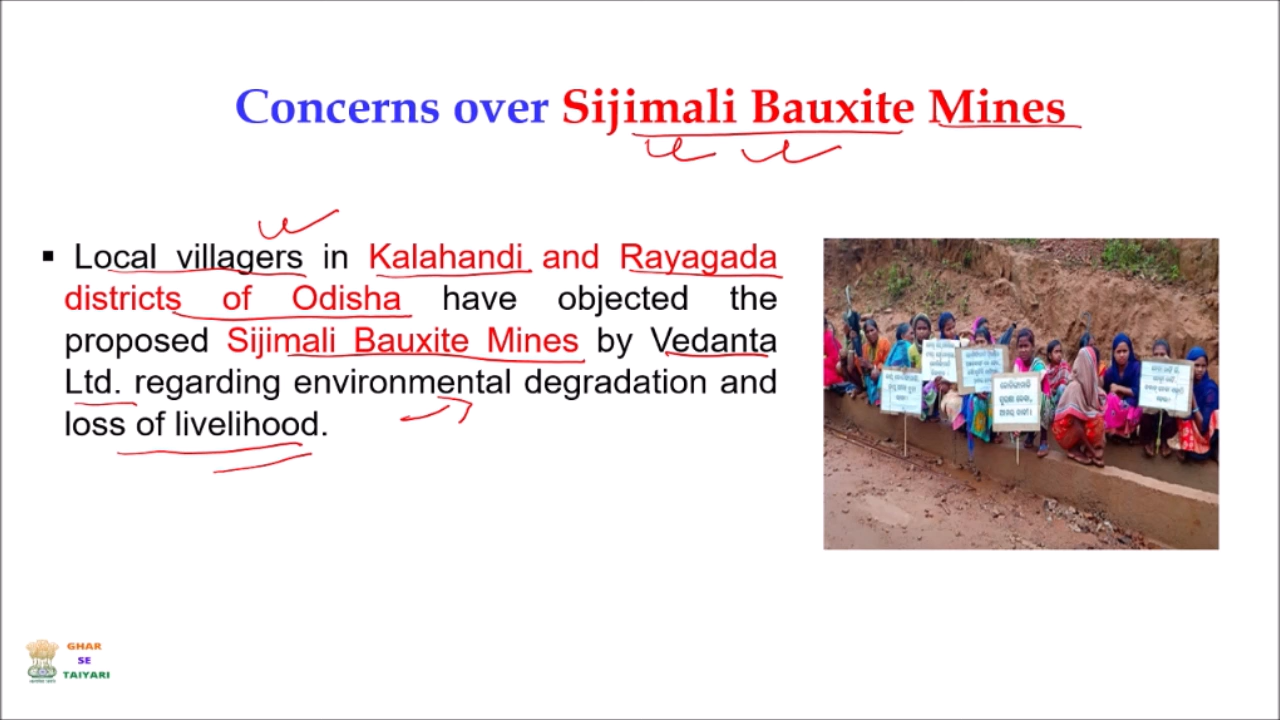 Concerns over Sijimali Bauxite Mines
▪ Local villagers in Kalahandi and Rayagada
districts of Odisha have objected the
proposed Sijimali Bauxite Mines by Vedanta
Ltd. regarding environmental degradation and
loss of livelihood.
GHAR
SE
TAIYARI